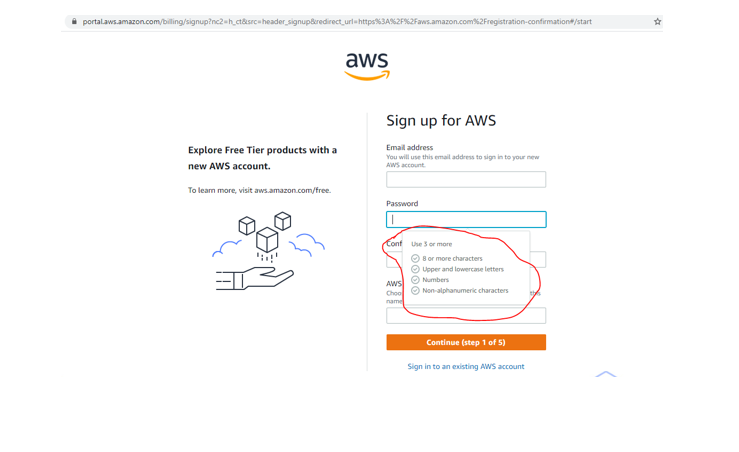 portal.aws.amazon.com/billing/signup?nc2=h_ct&src=header_signup&redirect_url=https%3A%2F%2Faws.amazon.com%2Fregistration-confirmation#/start
aws
Explore Free Tier products with a
new AWS account.
To learn more, visit aws.amazon.com/free.
Sign up for AWS
Email address
You will use this email address to sign in to your new
AWS account.
Password
Conf
Use 3 or more
8 or more characters
Upper and lowercase letters
Numbers
Non-alphanumeric characters
AWS
Choo
this
name
Continue (step 1 of 5)
Sign in to an existing AWS account